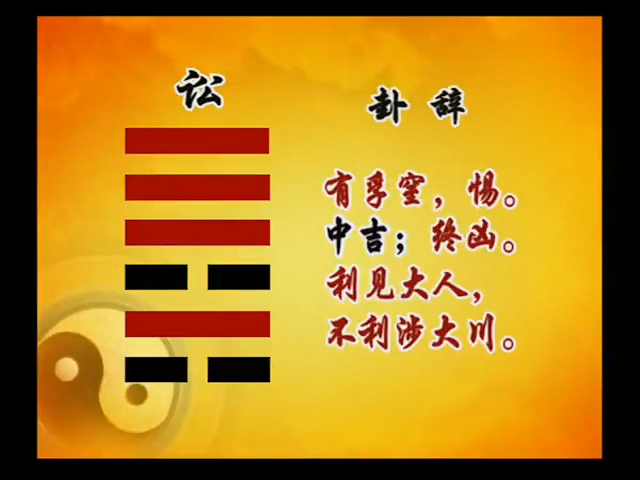 讼
卦辞
有孚窒，惕。
中吉；终凶。
利见大人，
不利涉大川。